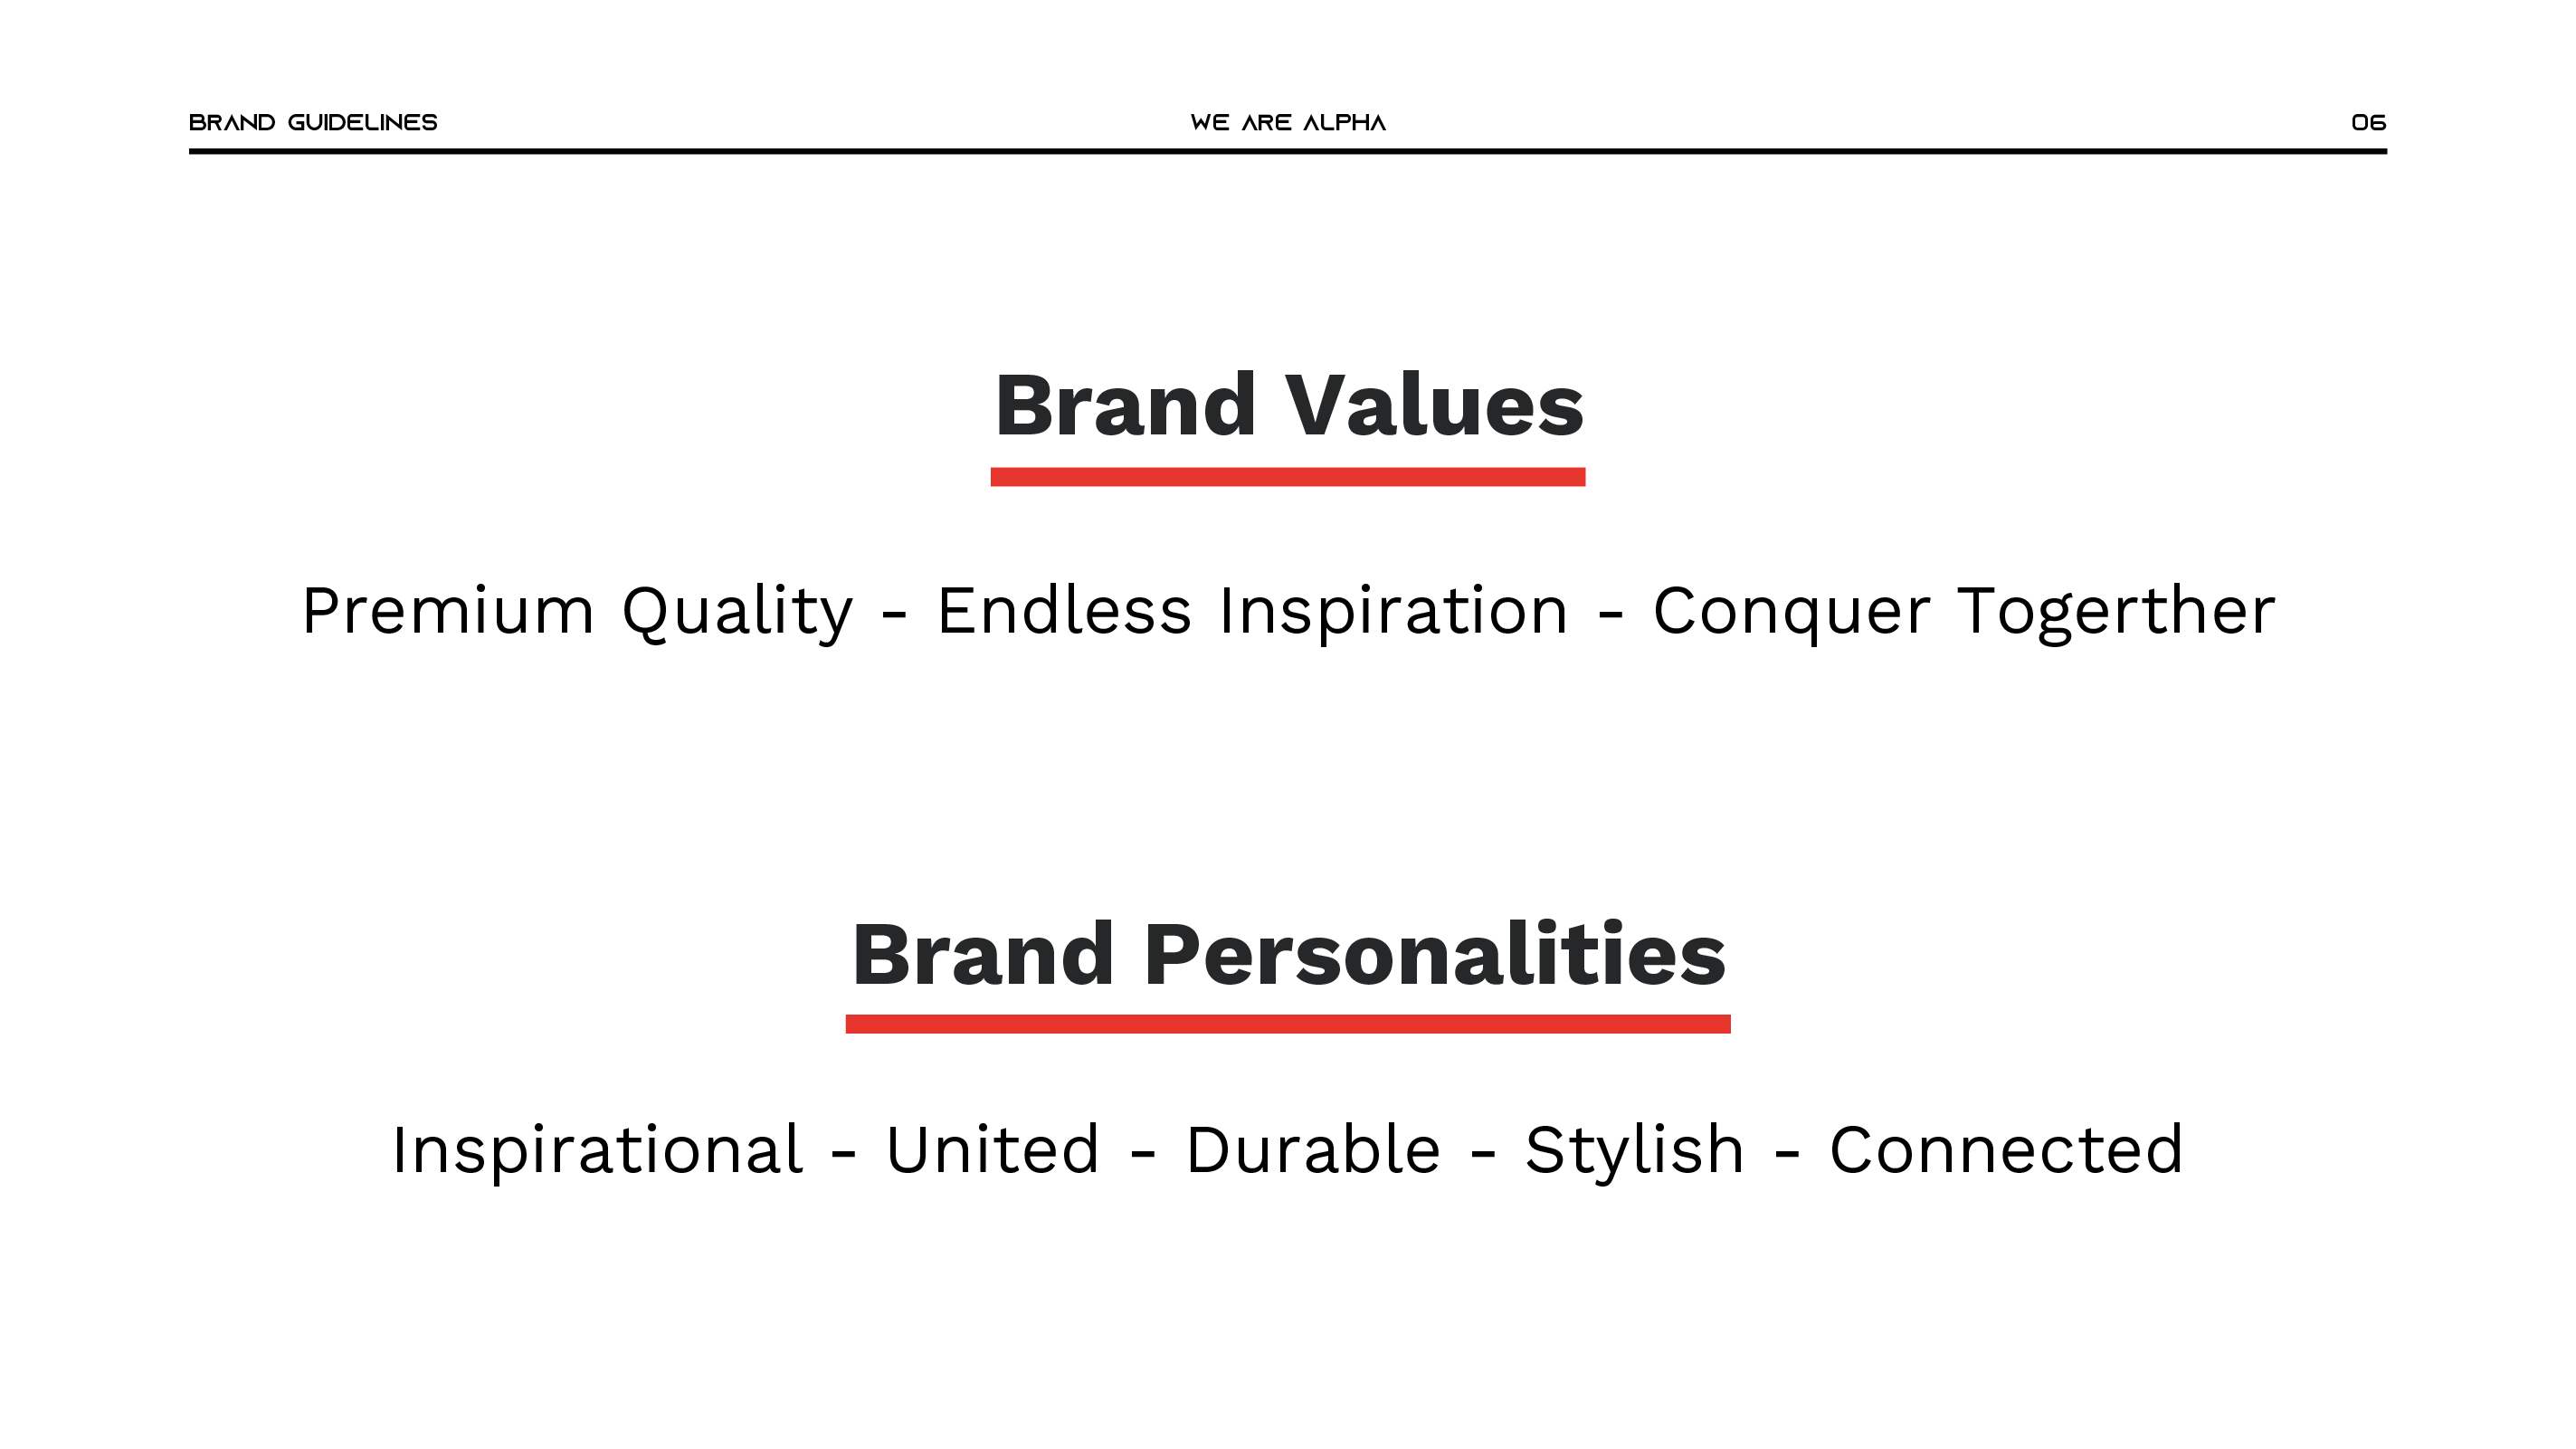 BRAND GUIDELINES WE ARE ALPHA 06
Brand Values
Premium Quality - Endless Inspiration - Conquer Togerther
Brand Personalities
Inspirational - United - Durable - Stylish - Connected